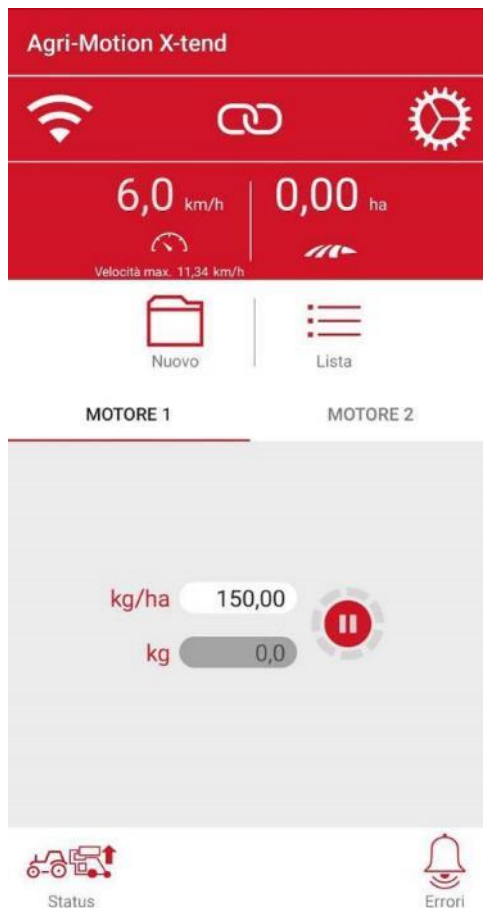 Agri-Motion X-tend
6,0 km/h 0,00 ha
Velocità max. 11,34 km/h
Nuovo Lista
MOTORE 1 MOTORE 2
kg/ha 150,00
kg 0,0
Status Errori